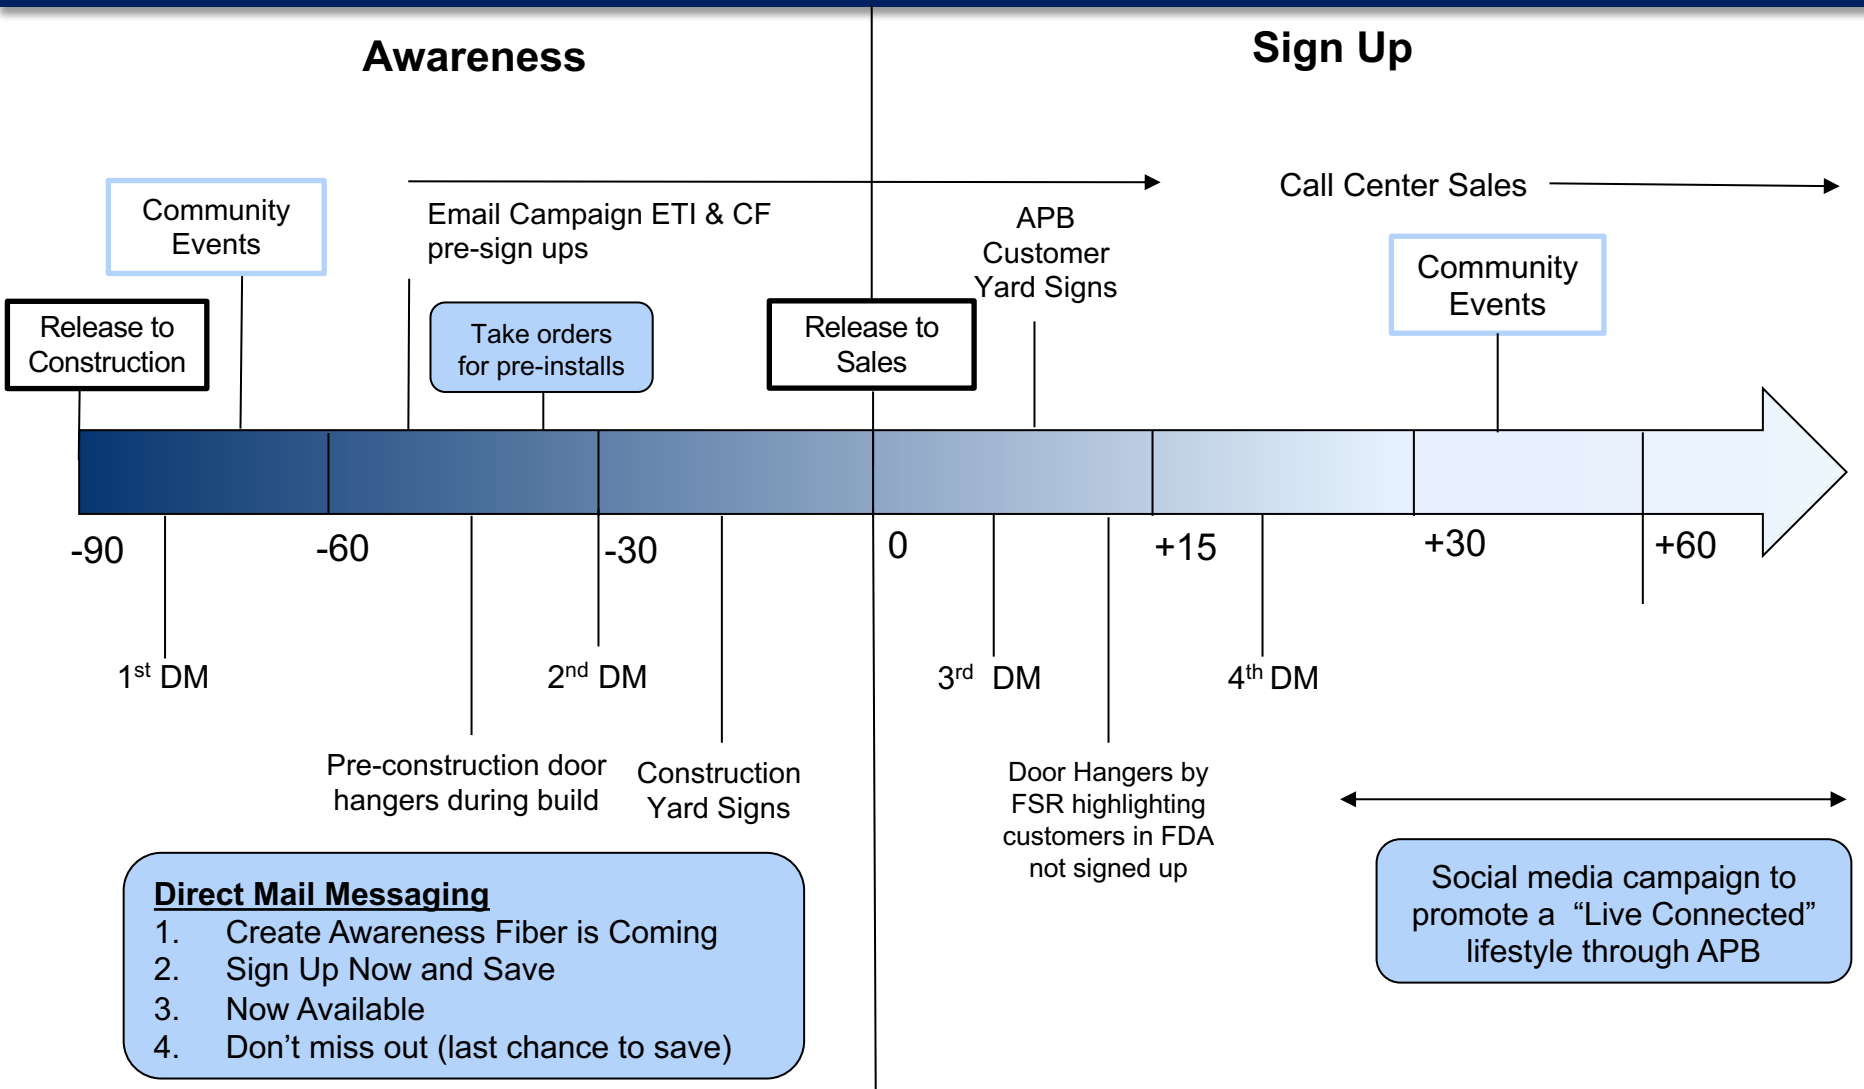 Awareness
Sign Up
Community
Events
Email Campaign ETI & CF
pre-sign ups
APB
Customer
Yard Signs
Call Center Sales
Community
Events
Release to
Construction
Take orders
for pre-installs
Release to
Sales
-90
-60
-30
0
+15
+30
+60
1st DM
2nd DM
3rd DM
4th DM
Pre-construction door
hangers during build
Construction
Yard Signs
Door Hangers by
FSR highlighting
customers in FDA
not signed up
Direct Mail Messaging
1. Create Awareness Fiber is Coming
2. Sign Up Now and Save
3. Now Available
4. Don’t miss out (last chance to save)
Social media campaign to
promote a “Live Connected”
lifestyle through APB